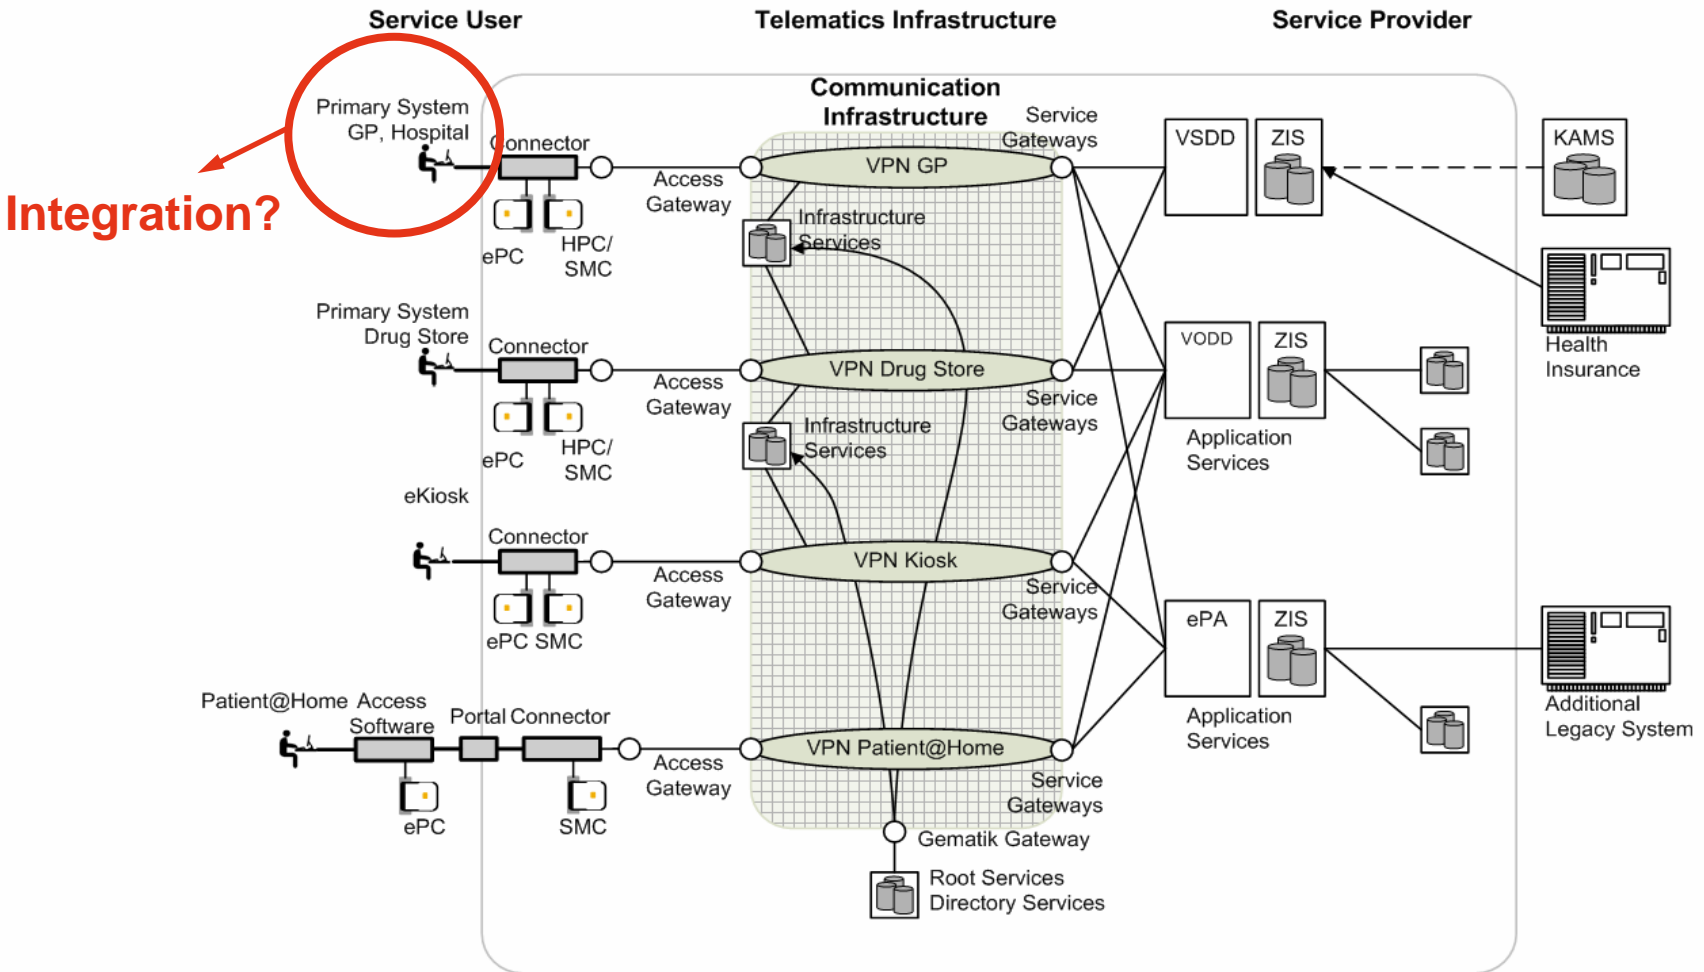 Service User
Telematics Infrastructure
Service Provider
Communication
Infrastructure
Primary System
GP, Hospital
Integration?
Connector
ePC
HPC/
SMC
Access
Gateway
VPN GP
Service
Gateways
Infrastructure
Services
VSDD
ZIS
KAMS
Health
Insurance
Primary System
Drug Store
Connector
ePC
HPC/
SMC
Access
Gateway
VPN Drug Store
Service
Gateways
Infrastructure
Services
VODD
ZIS
Application
Services
eKiosk
Connector
ePC
SMC
Access
Gateway
VPN Kiosk
Service
Gateways
ePA
ZIS
Application
Services
Additional
Legacy System
Patient@Home
Access
Software
Portal
Connector
ePC
SMC
Access
Gateway
VPN Patient@Home
Service
Gateways
Gematik Gateway
Root Services
Directory Services